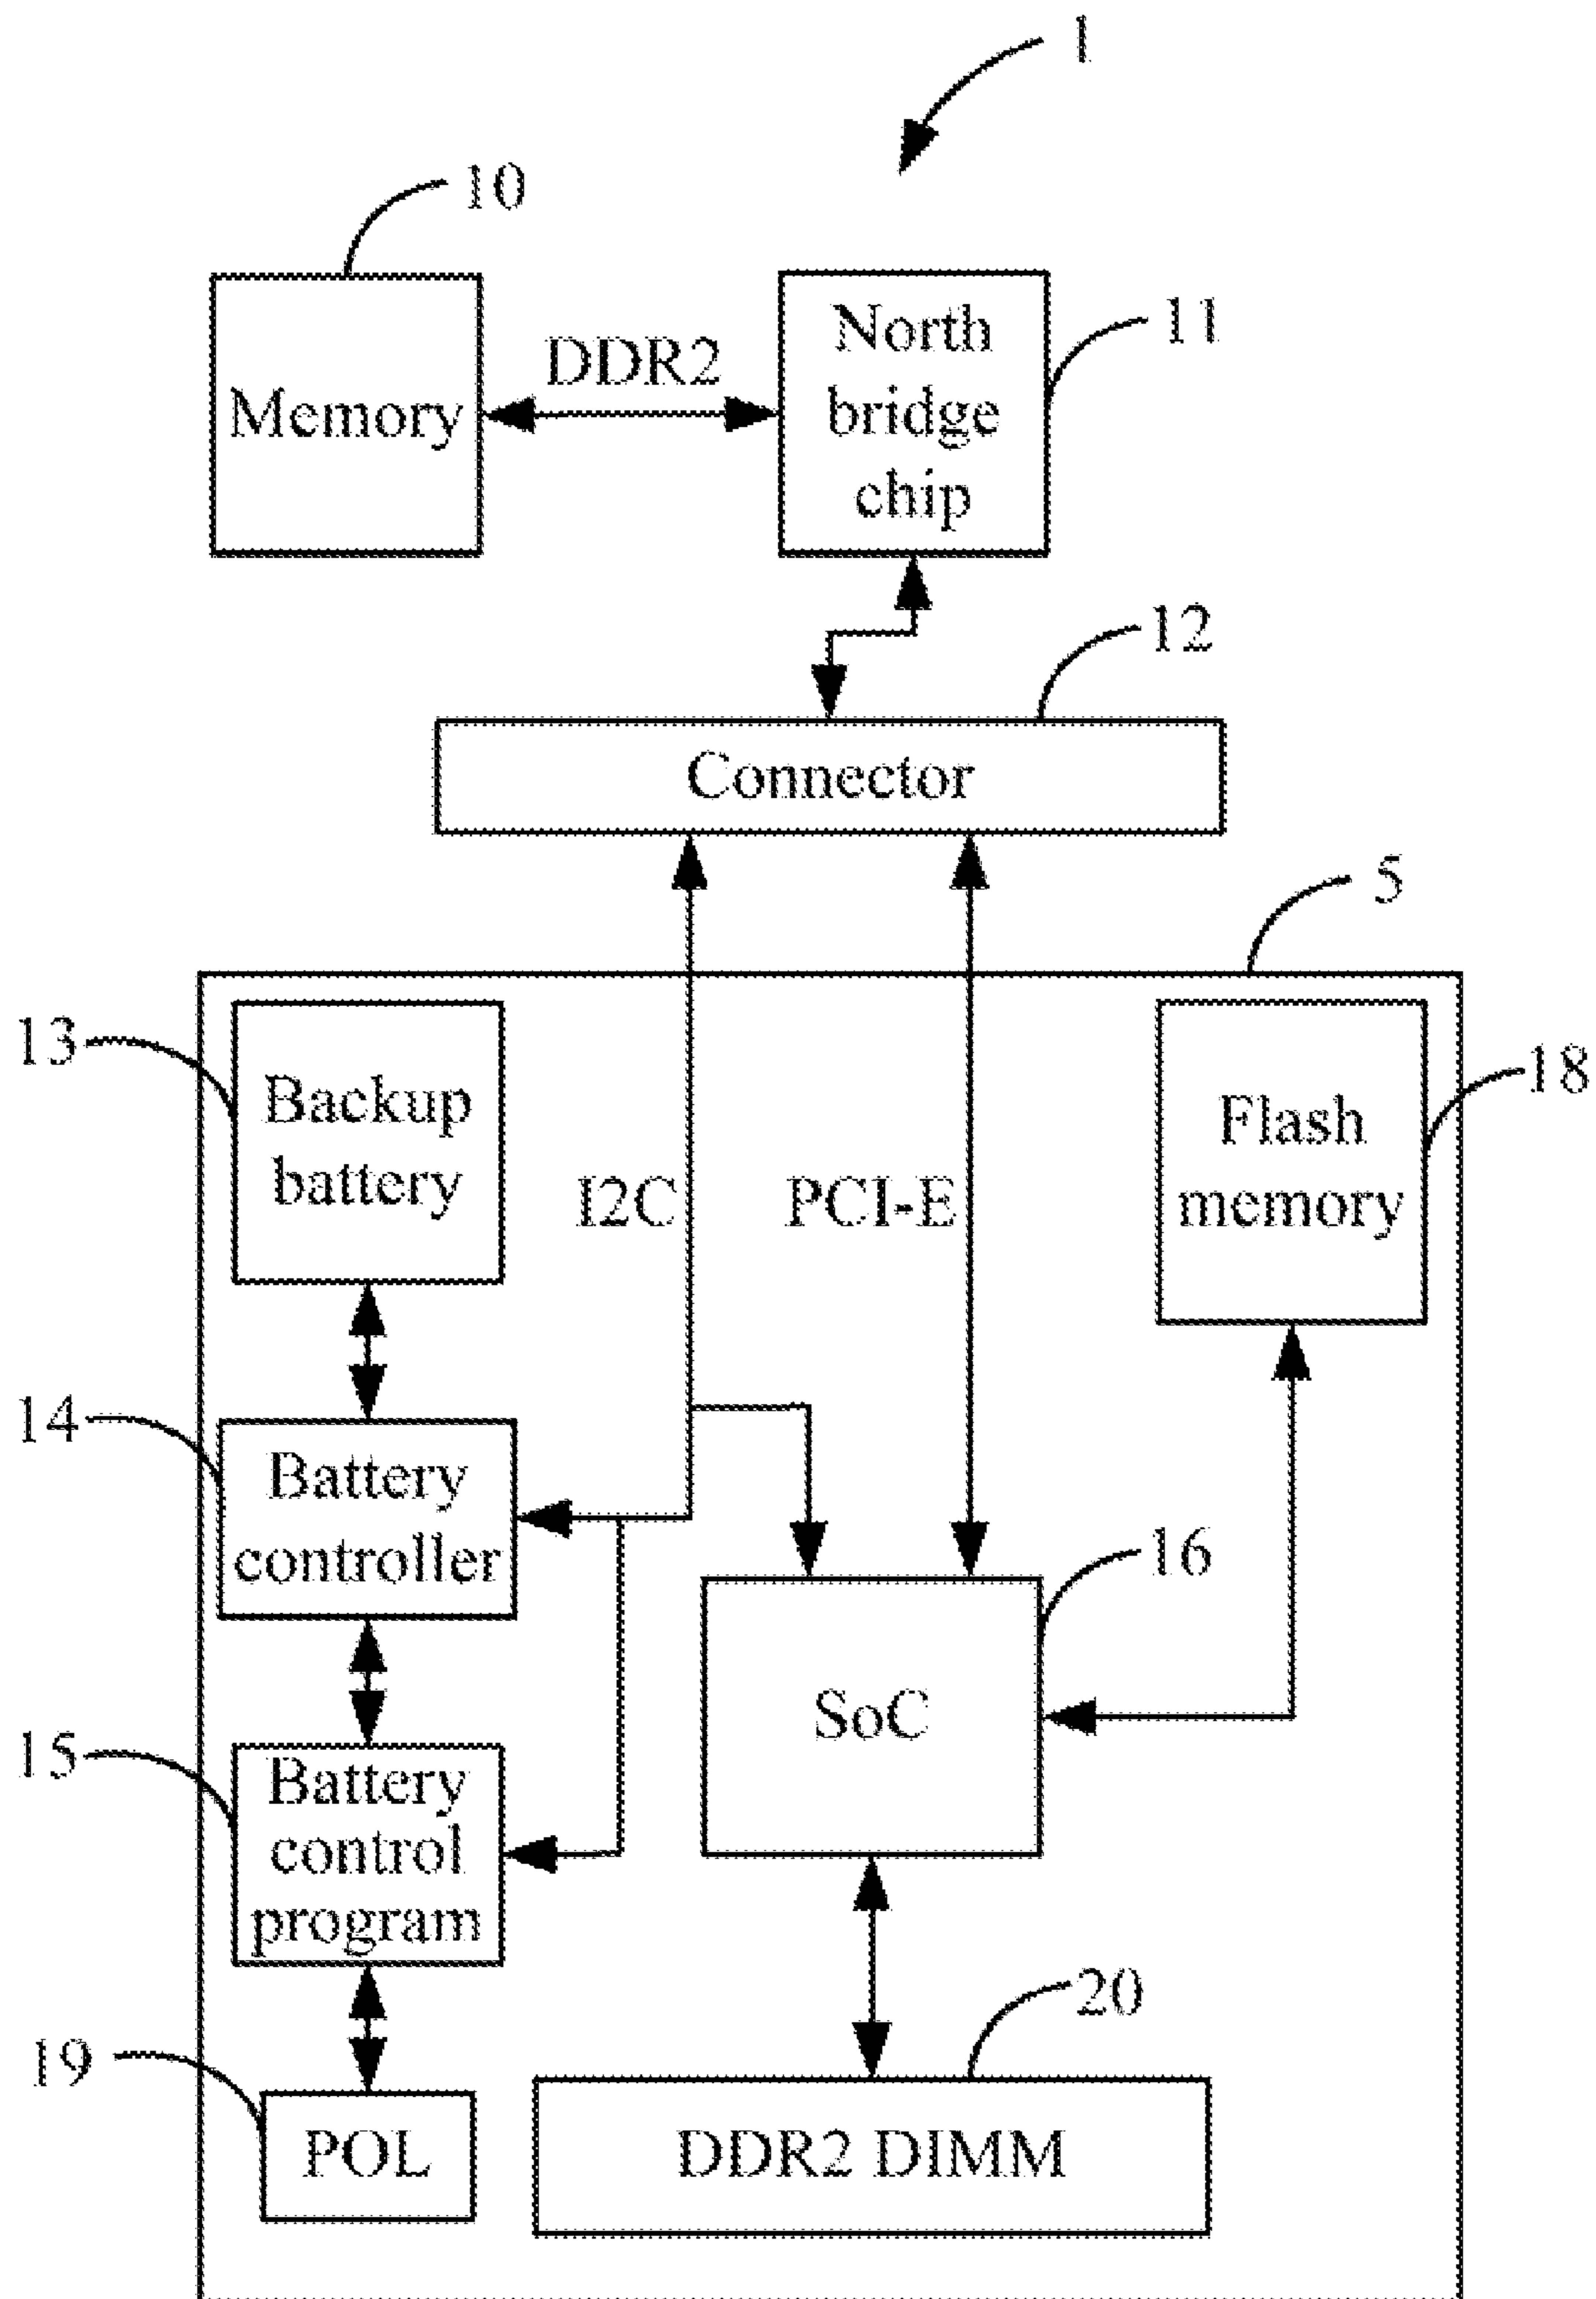 1
10
Memory
DDR2
North
bridge
chip
11
12
Connector
5
13
Backup
battery
I2C
PCI-E
Flash
memory
18
14
Battery
controller
16
SoC
15
Battery
control
program
20
19
POL
DDR2 DIMM